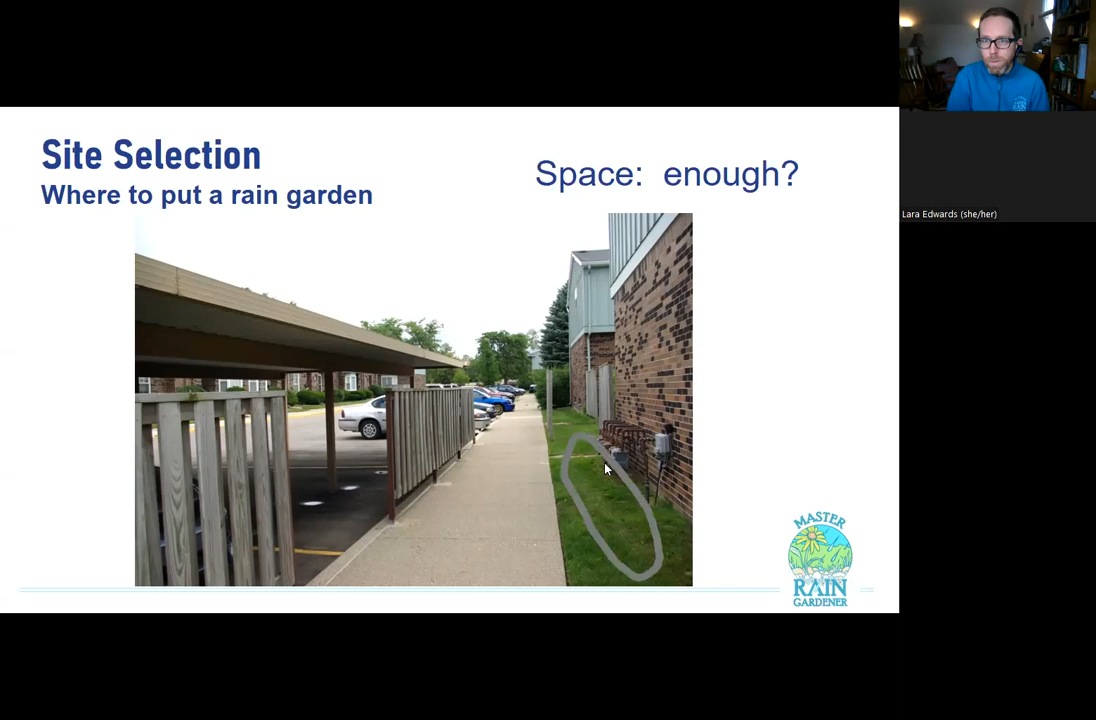 Site Selection
Where to put a rain garden
Space: enough?
MASTER
RAIN
GARDENER
Lara Edwards (she/her)